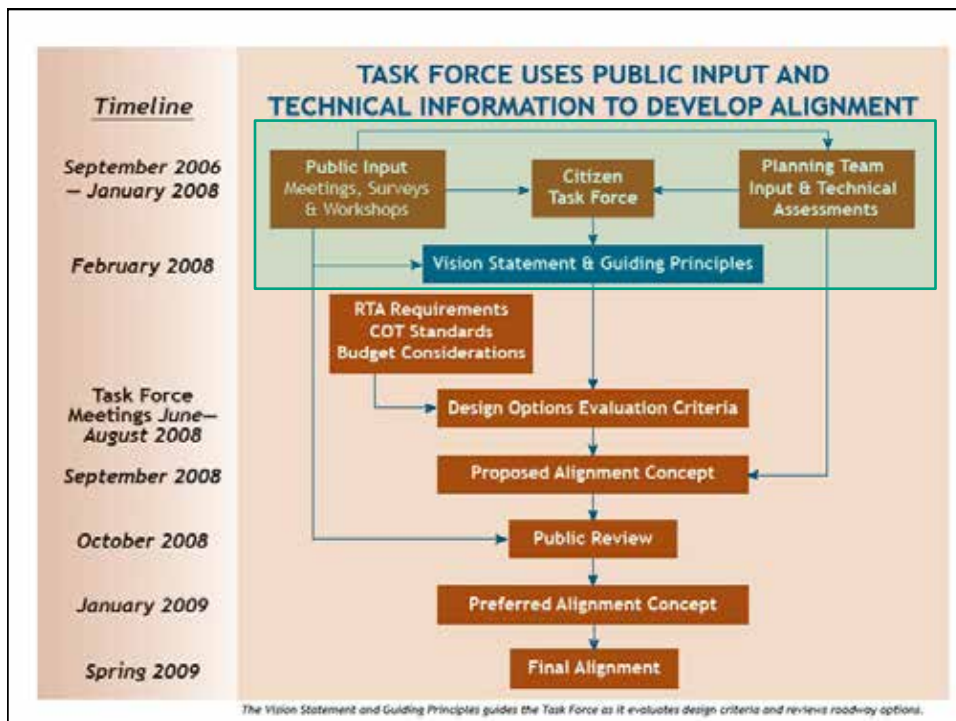 TASK FORCE USES PUBLIC INPUT AND
TECHNICAL INFORMATION TO DEVELOP ALIGNMENT
Timeline
September 2006
— January 2008
Public Input
Meetings, Surveys
& Workshops
Citizen
Task Force
Planning Team
Input & Technical
Assessments
February 2008
Vision Statement & Guiding Principles
RTA Requirements
COT Standards
Budget Considerations
Task Force
Meetings June—
August 2008
Design Options Evaluation Criteria
September 2008
Proposed Alignment Concept
October 2008
Public Review
January 2009
Preferred Alignment Concept
Spring 2009
Final Alignment
The Vision Statement and Guiding Principles guides the Task Force as it evaluates design criteria and reviews roadway options.